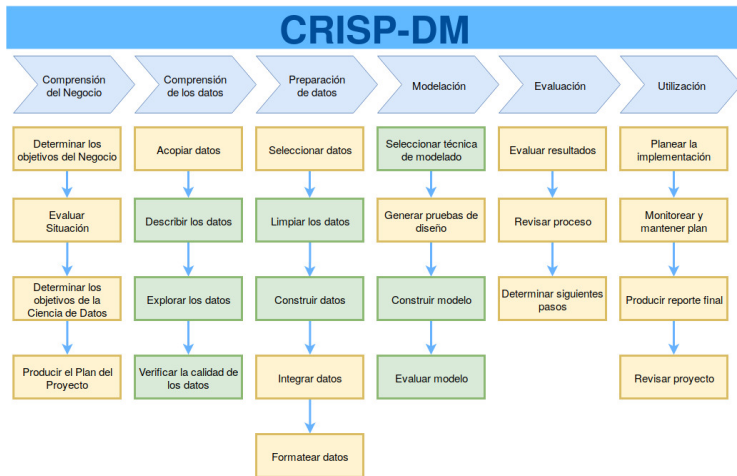 CRISP-DM
Comprensión
del Negocio
Comprensión
de los datos
Preparación
de datos
Modelación
Evaluación
Utilización
Determinar los
objetivos del Negocio
Acopiar datos
Seleccionar datos
Seleccionar técnica
de modelado
Evaluar resultados
Planear la
implementación
Evaluar
Situación
Describir los datos
Limpiar los datos
Generar pruebas de
diseño
Revisar proceso
Monitorear y
mantener plan
Determinar los
objetivos de la
Ciencia de Datos
Explorar los datos
Construir datos
Construir modelo
Determinar siguientes
pasos
Producir reporte final
Producir el Plan del
Proyecto
Verificar la calidad de
los datos
Integrar datos
Evaluar modelo
Revisar proyecto
Formatear datos